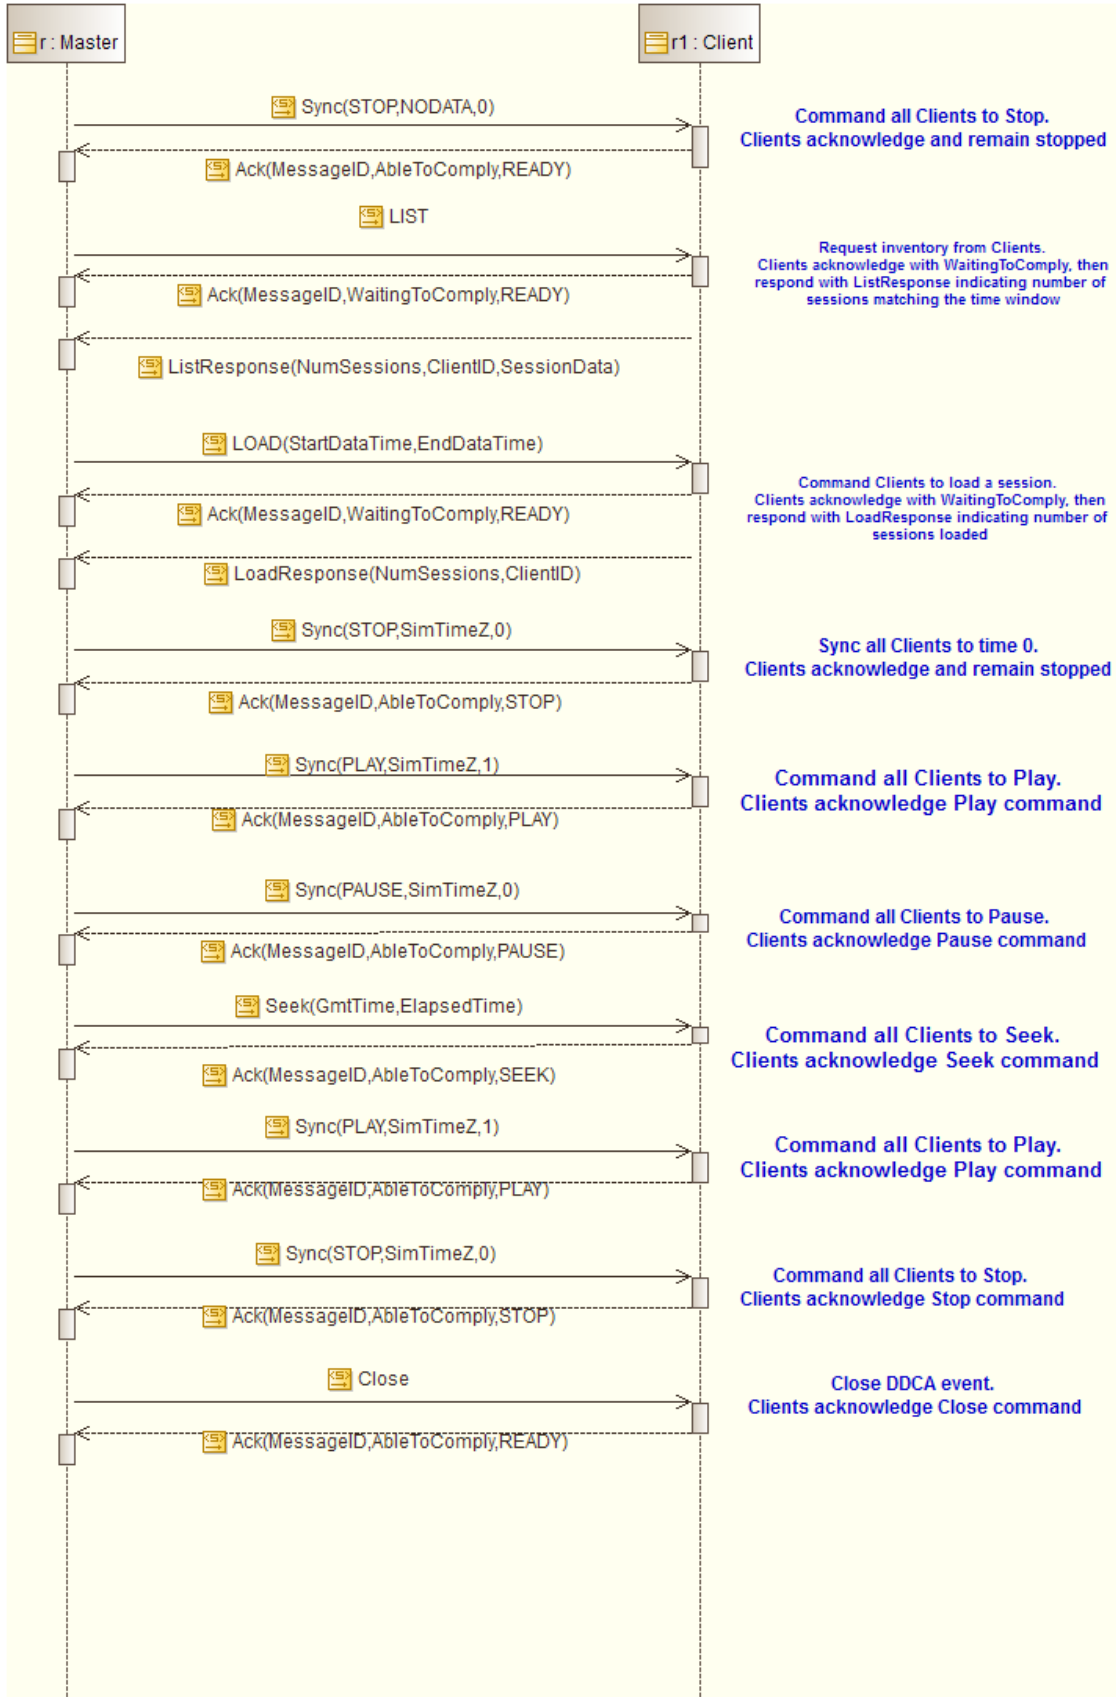 r : Master
r1 : Client
Sync(STOP,NODATA,0)
Command all Clients to Stop.
Clients acknowledge and remain stopped
Ack(MessageID,AbleToComply,READY)
LIST
Request inventory from Clients.
Clients acknowledge with WaitingToComply, then
respond with ListResponse indicating number of
sessions matching the time window
Ack(MessageID,WaitingToComply,READY)
ListResponse(NumSessions,ClientID,SessionData)
LOAD(StartDataTime,EndDataTime)
Command Clients to load a session.
Clients acknowledge with WaitingToComply, then
respond with LoadResponse indicating number of
sessions loaded
Ack(MessageID,WaitingToComply,READY)
LoadResponse(NumSessions,ClientID)
Sync(STOP,SimTimeZ,0)
Sync all Clients to time 0.
Clients acknowledge and remain stopped
Ack(MessageID,AbleToComply,STOP)
Sync(PLAY,SimTimeZ,1)
Command all Clients to Play.
Clients acknowledge Play command
Ack(MessageID,AbleToComply,PLAY)
Sync(PAUSE,SimTimeZ,0)
Command all Clients to Pause.
Clients acknowledge Pause command
Ack(MessageID,AbleToComply,PAUSE)
Seek(GmtTime,ElapsedTime)
Command all Clients to Seek.
Clients acknowledge Seek command
Ack(MessageID,AbleToComply,SEEK)
Sync(PLAY,SimTimeZ,1)
Command all Clients to Play.
Clients acknowledge Play command
Ack(MessageID,AbleToComply,PLAY)
Sync(STOP,SimTimeZ,0)
Command all Clients to Stop.
Clients acknowledge Stop command
Ack(MessageID,AbleToComply,STOP)
Close
Close DDCA event.
Clients acknowledge Close command
Ack(MessageID,AbleToComply,READY)